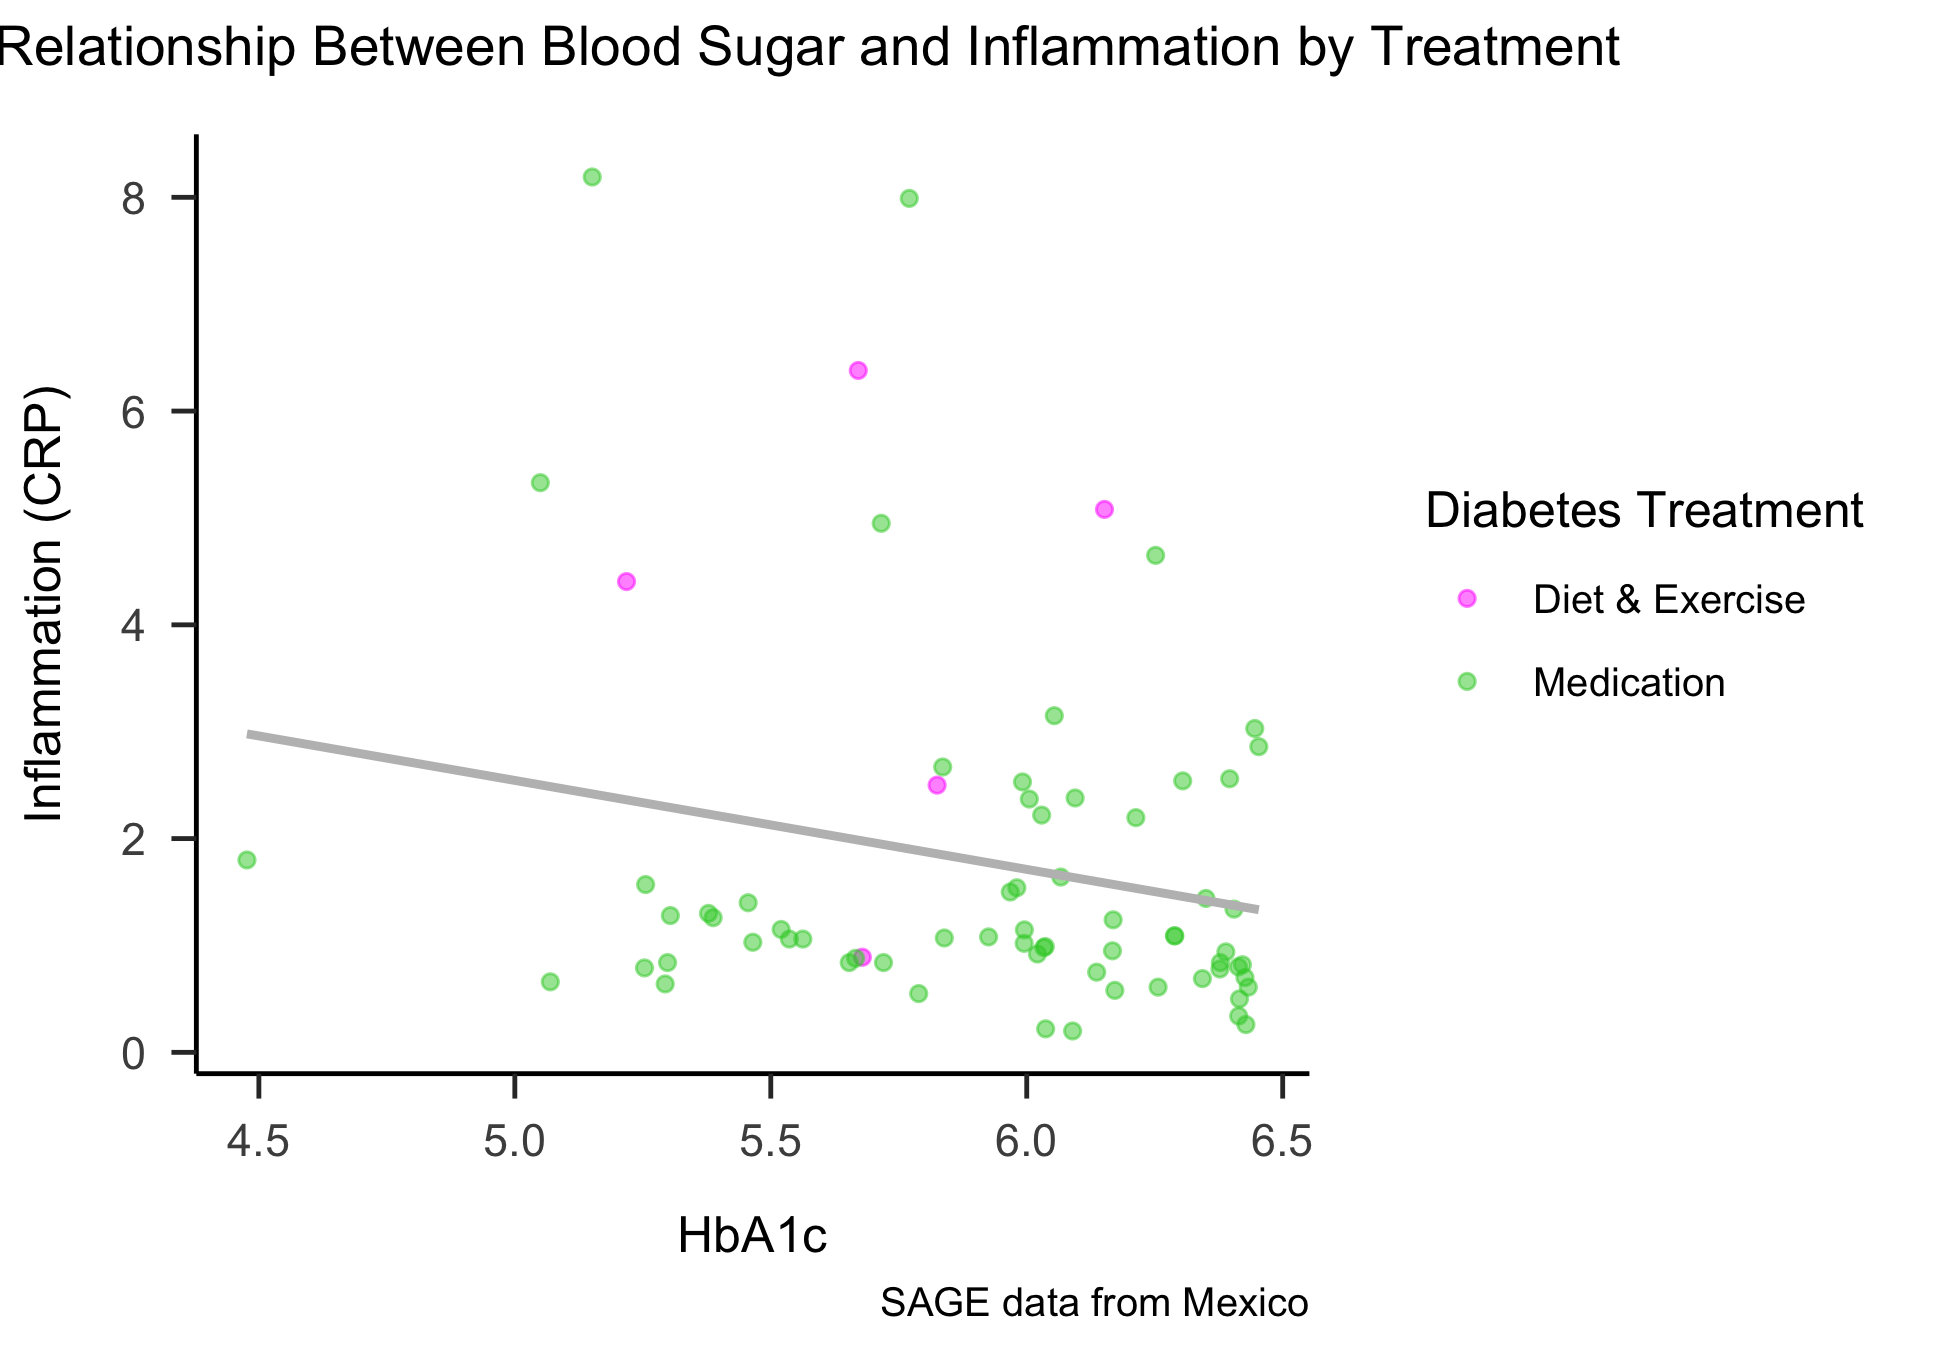 Relationship Between Blood Sugar and Inflammation by Treatment
8
6
4
2
0
Inflammation (CRP)
4.5 5.0 5.5 6.0 6.5
HbA1c
SAGE data from Mexico
Diabetes Treatment
Diet & Exercise
Medication